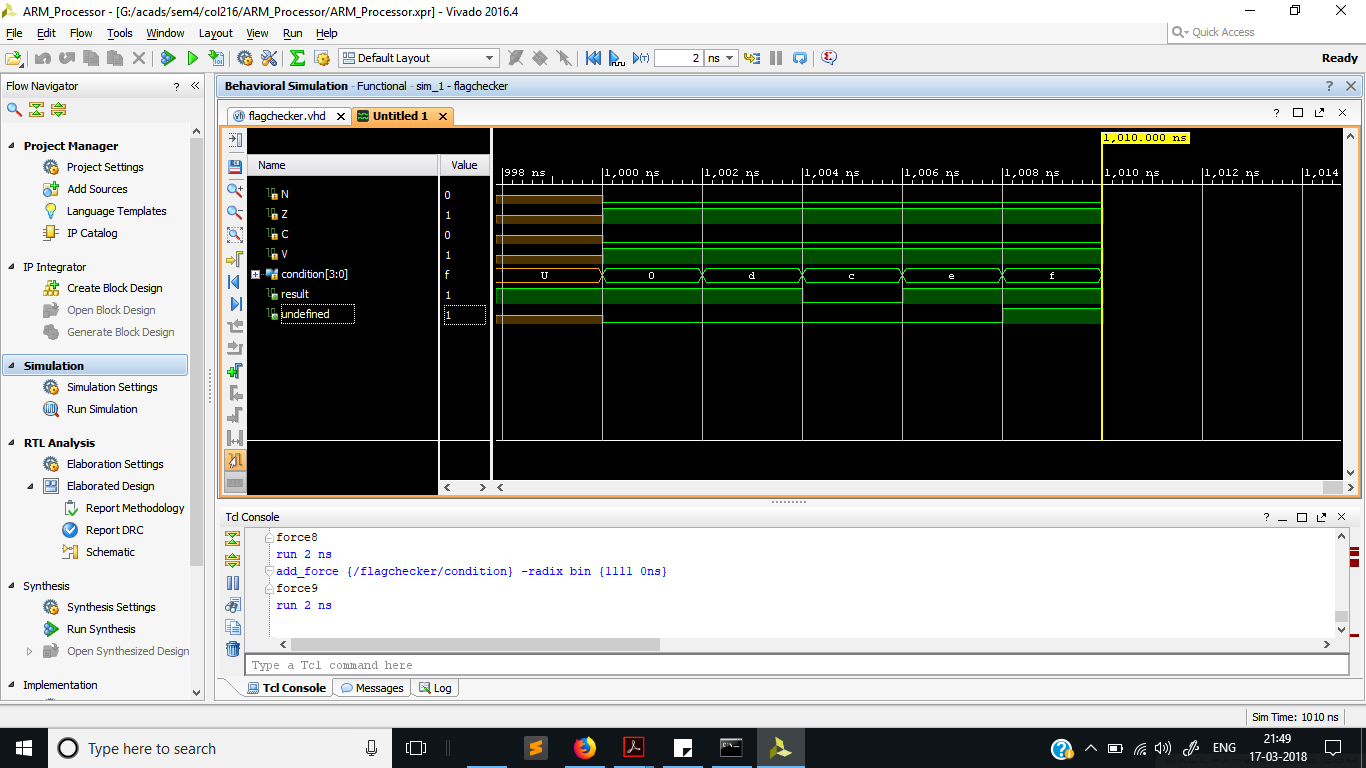 ARM_Processor - [G:/acads/sem4/col216/ARM_Processor/ARM_Processor.xpr] - Vivado 2016.4
File Edit Flow Tools Window Layout View Run Help
Quick Access
Default Layout
2 ns
Ready
Flow Navigator
Project Manager
Project Settings
Add Sources
Language Templates
IP Catalog
IP Integrator
Create Block Design
Open Block Design
Generate Block Design
Simulation
Simulation Settings
Run Simulation
RTL Analysis
Elaboration Settings
Elaborated Design
Report Methodology
Report DRC
Schematic
Synthesis
Synthesis Settings
Run Synthesis
Open Synthesized Design
Implementation
Behavioral Simulation - Functional - sim_1 - flagchecker
flagchecker.vhd
Untitled 1
1,010.000 ns
Name Value
998 ns 1,000 ns 1,002 ns 1,004 ns 1,006 ns 1,008 ns 1,010 ns 1,012 ns 1,014
N 0
Z 1
C 0
V 1
condition[3:0] f U 0 d c e f
result 1
undefined 1
Tcl Console
force8
run 2 ns
add_force {/flagchecker/condition} -radix bin {1111 0ns}
force9
run 2 ns
Type a Tcl command here
Tcl Console Messages Log
Sim Time: 1010 ns
Type here to search
ENG
21:49
17-03-2018